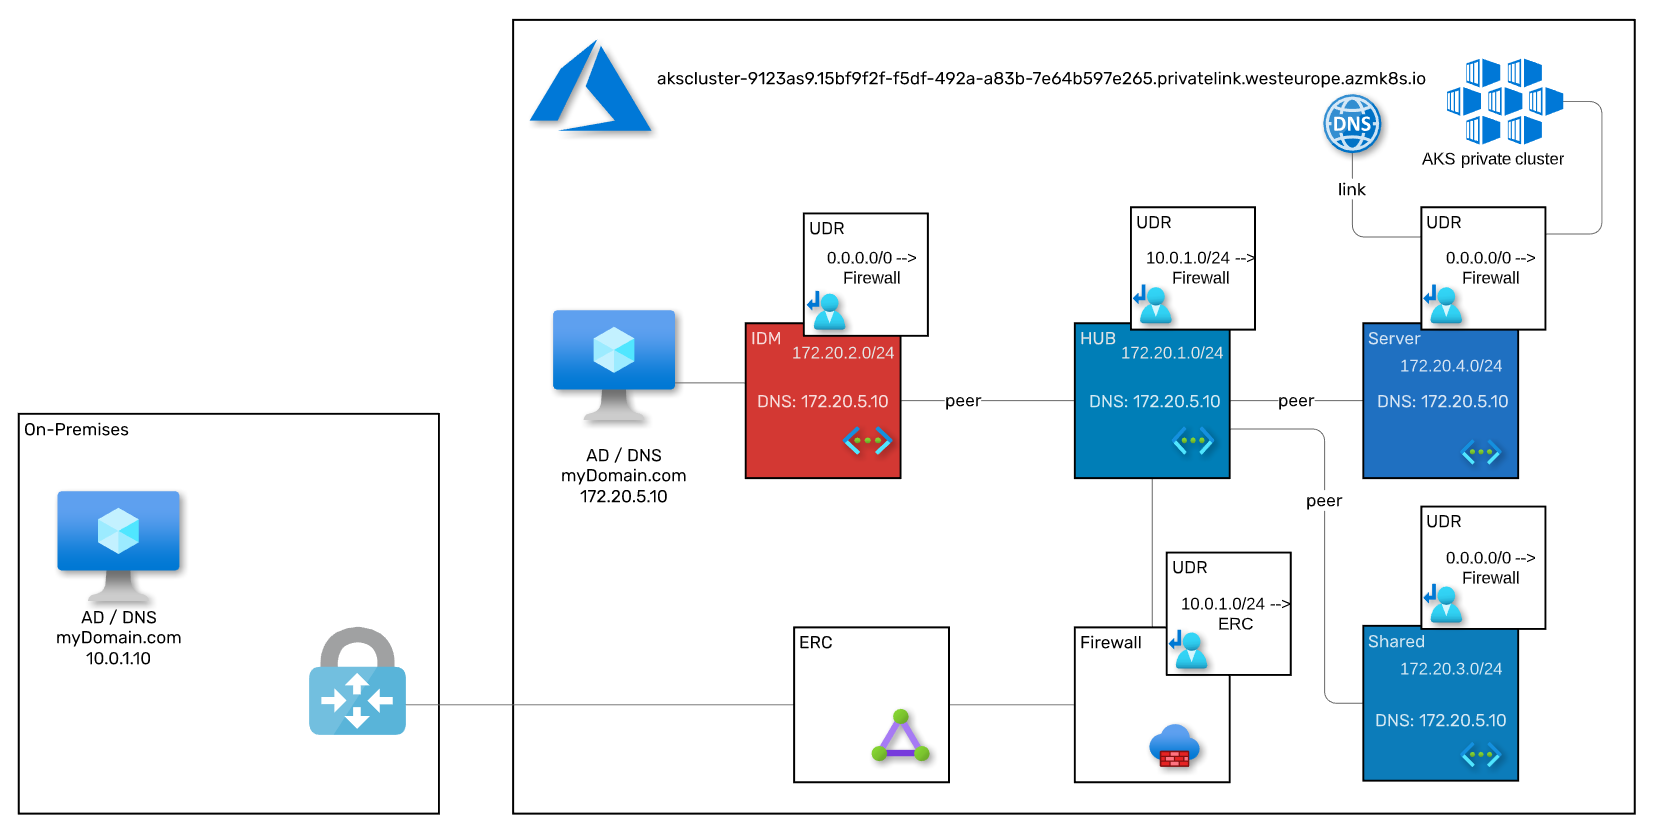 akscluster-9123as9.15bf9f2f-f5df-492a-a83b-7e64b597e265.privatelink.westeurope.azmk8s.io
DNS
AKS private cluster
link
UDR
0.0.0.0/0 -->
Firewall
UDR
10.0.1.0/24 -->
Firewall
UDR
0.0.0.0/0 -->
Firewall
IDM
172.20.2.0/24
DNS: 172.20.5.10
peer
HUB
172.20.1.0/24
DNS: 172.20.5.10
peer
Server
172.20.4.0/24
DNS: 172.20.5.10
AD / DNS
myDomain.com
172.20.5.10
On-Premises
AD / DNS
myDomain.com
10.0.1.10
peer
UDR
0.0.0.0/0 -->
Firewall
UDR
10.0.1.0/24 -->
ERC
ERC
Firewall
Shared
172.20.3.0/24
DNS: 172.20.5.10